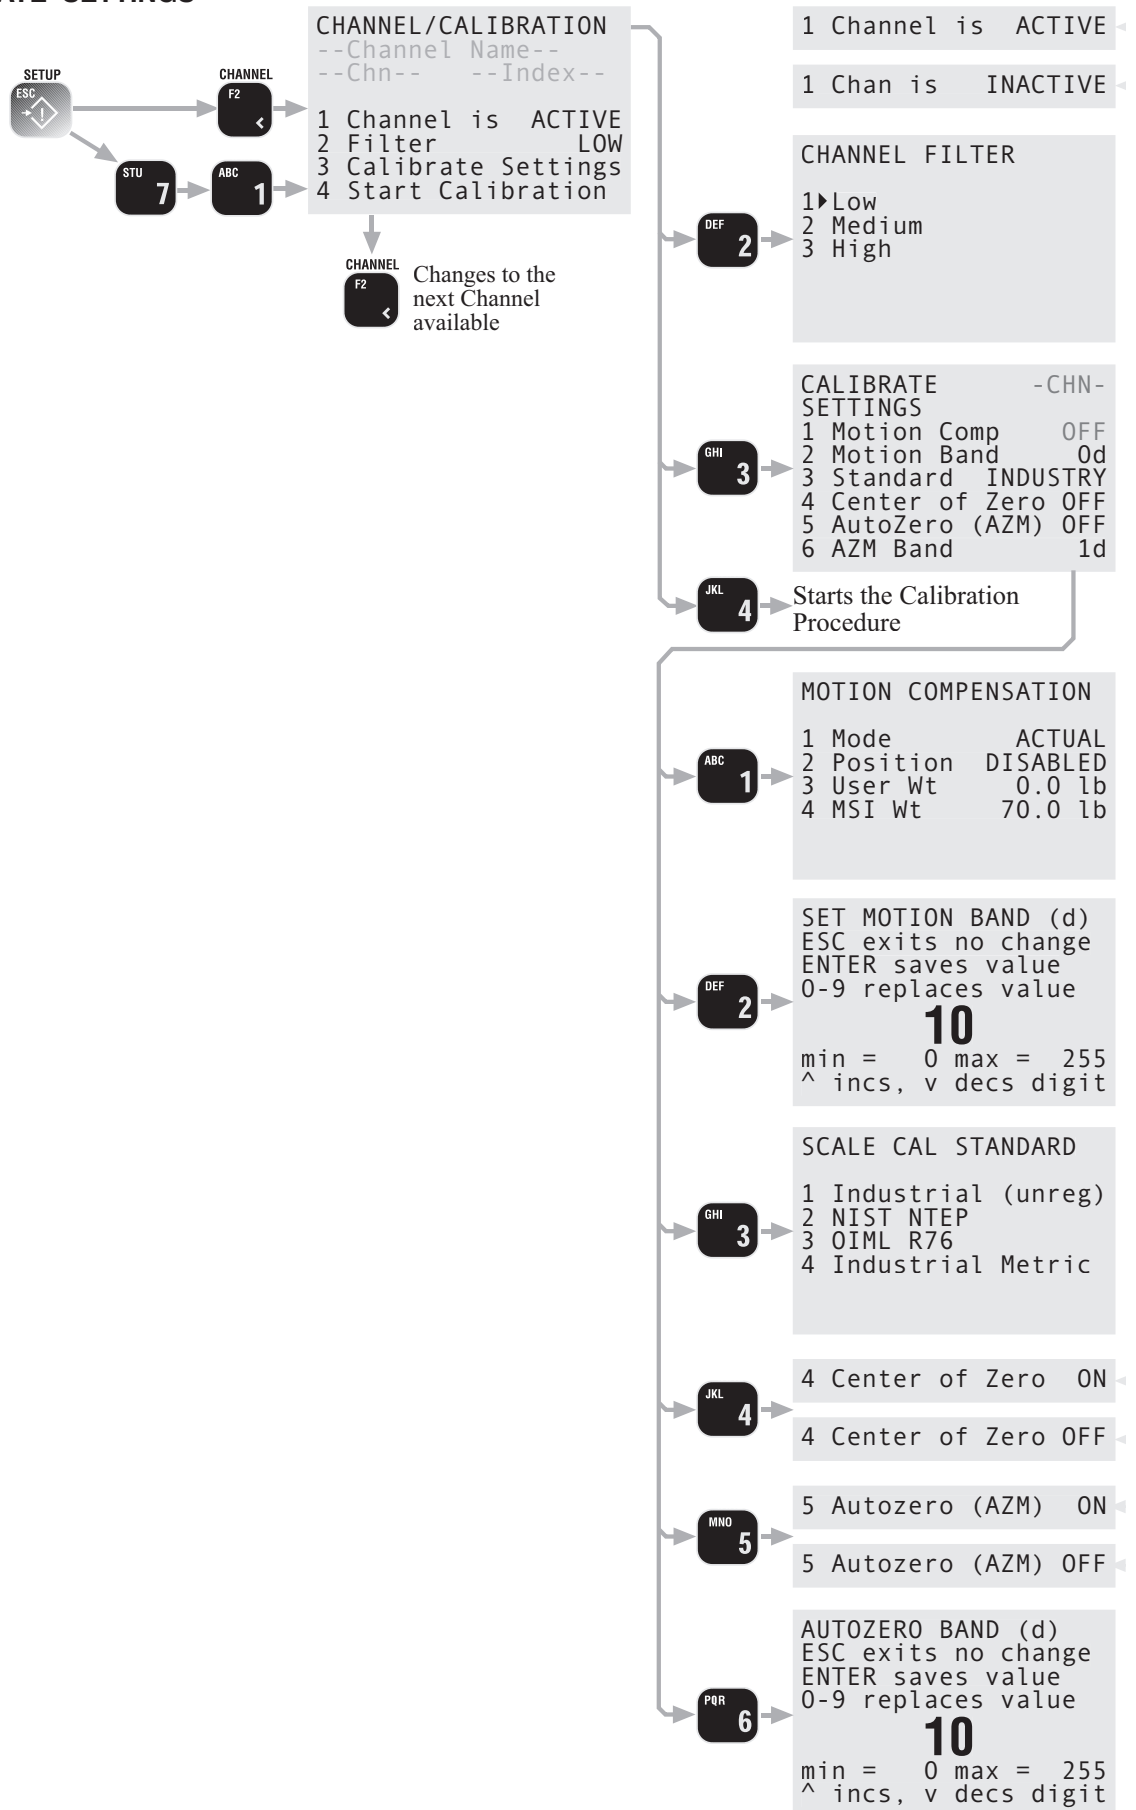 CHANNEL/CALIBRATION
--Channel Name--
--Chn-- --Index--
1 Channel is ACTIVE
2 Filter LOW
3 Calibrate Settings
4 Start Calibration
SETUP
ESC
CHANNEL
F2
<
STU
7
ABC
1
CHANNEL
F2
<
Changes to the
next Channel
available
1 Channel is ACTIVE
1 Chan is INACTIVE
DEF
2
CHANNEL FILTER
1 Low
2 Medium
3 High
GHI
3
CALIBRATE -CHN-
SETTINGS
1 Motion Comp OFF
2 Motion Band 0d
3 Standard INDUSTRY
4 Center of Zero OFF
5 AutoZero (AZM) OFF
6 AZM Band 1d
JKL
4
Starts the Calibration
Procedure
ABC
1
MOTION COMPENSATION
1 Mode ACTUAL
2 Position DISABLED
3 User Wt 0.0 lb
4 MSI Wt 70.0 lb
DEF
2
SET MOTION BAND (d)
ESC exits no change
ENTER saves value
0-9 replaces value
10
min = 0 max = 255
^ incs, v decs digit
GHI
3
SCALE CAL STANDARD
1 Industrial (unreg)
2 NIST NTEP
3 OIML R76
4 Industrial Metric
JKL
4
4 Center of Zero ON
4 Center of Zero OFF
MNO
5
5 Autozero (AZM) ON
5 Autozero (AZM) OFF
PQR
6
AUTOZERO BAND (d)
ESC exits no change
ENTER saves value
0-9 replaces value
10
min = 0 max = 255
^ incs, v decs digit